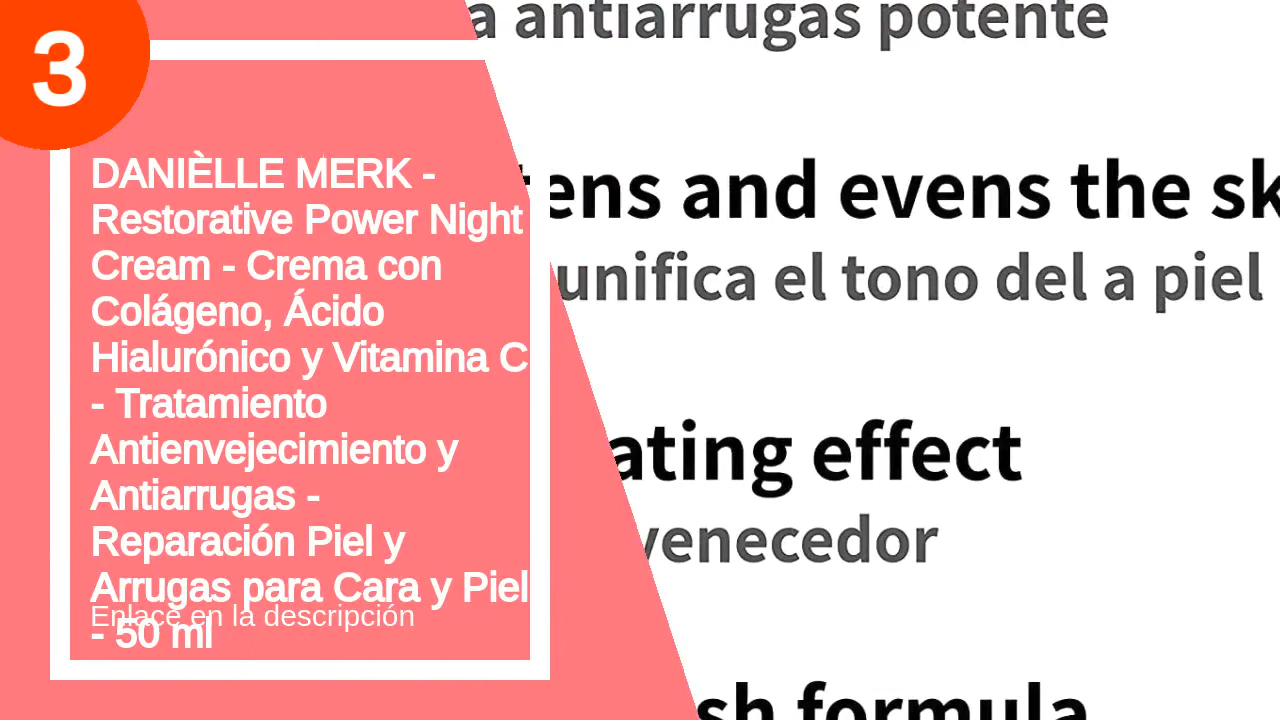 3
DANIÈLLE MERK -
Restorative Power Night
Cream - Crema con
Colágeno, Ácido
Hialurónico y Vitamina C
- Tratamiento
Antienvejecimiento y
Antiarrugas -
Reparación Piel y
Arrugas para Cara y Piel
- 50 ml
Enlace en la descripción
a antiarrugas potente
tens and evens the sk
unifica el tono del a piel
ating effect
venecedor
sh formula